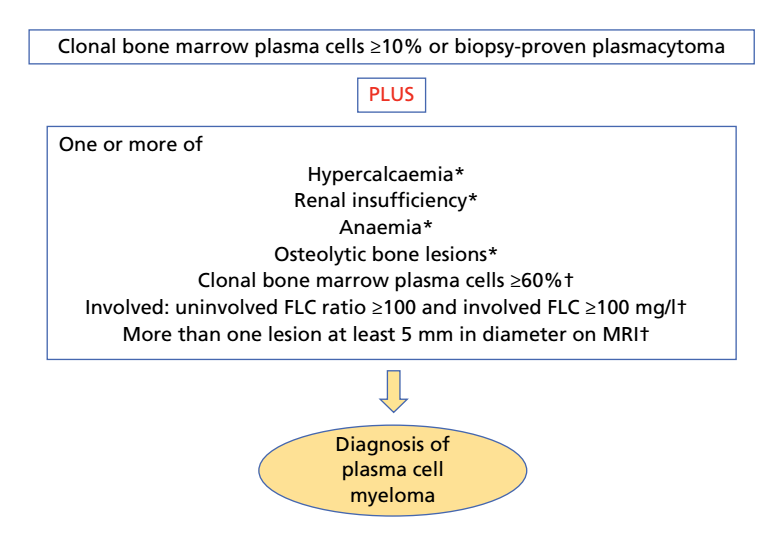 Clonal bone marrow plasma cells ≥10% or biopsy-proven plasmacytoma
PLUS
One or more of
Hypercalcaemia*
Renal insufficiency*
Anaemia*
Osteolytic bone lesions*
Clonal bone marrow plasma cells ≥60%†
Involved: uninvolved FLC ratio ≥100 and involved FLC ≥100 mg/l†
More than one lesion at least 5 mm in diameter on MRI†
Diagnosis of
plasma cell
myeloma